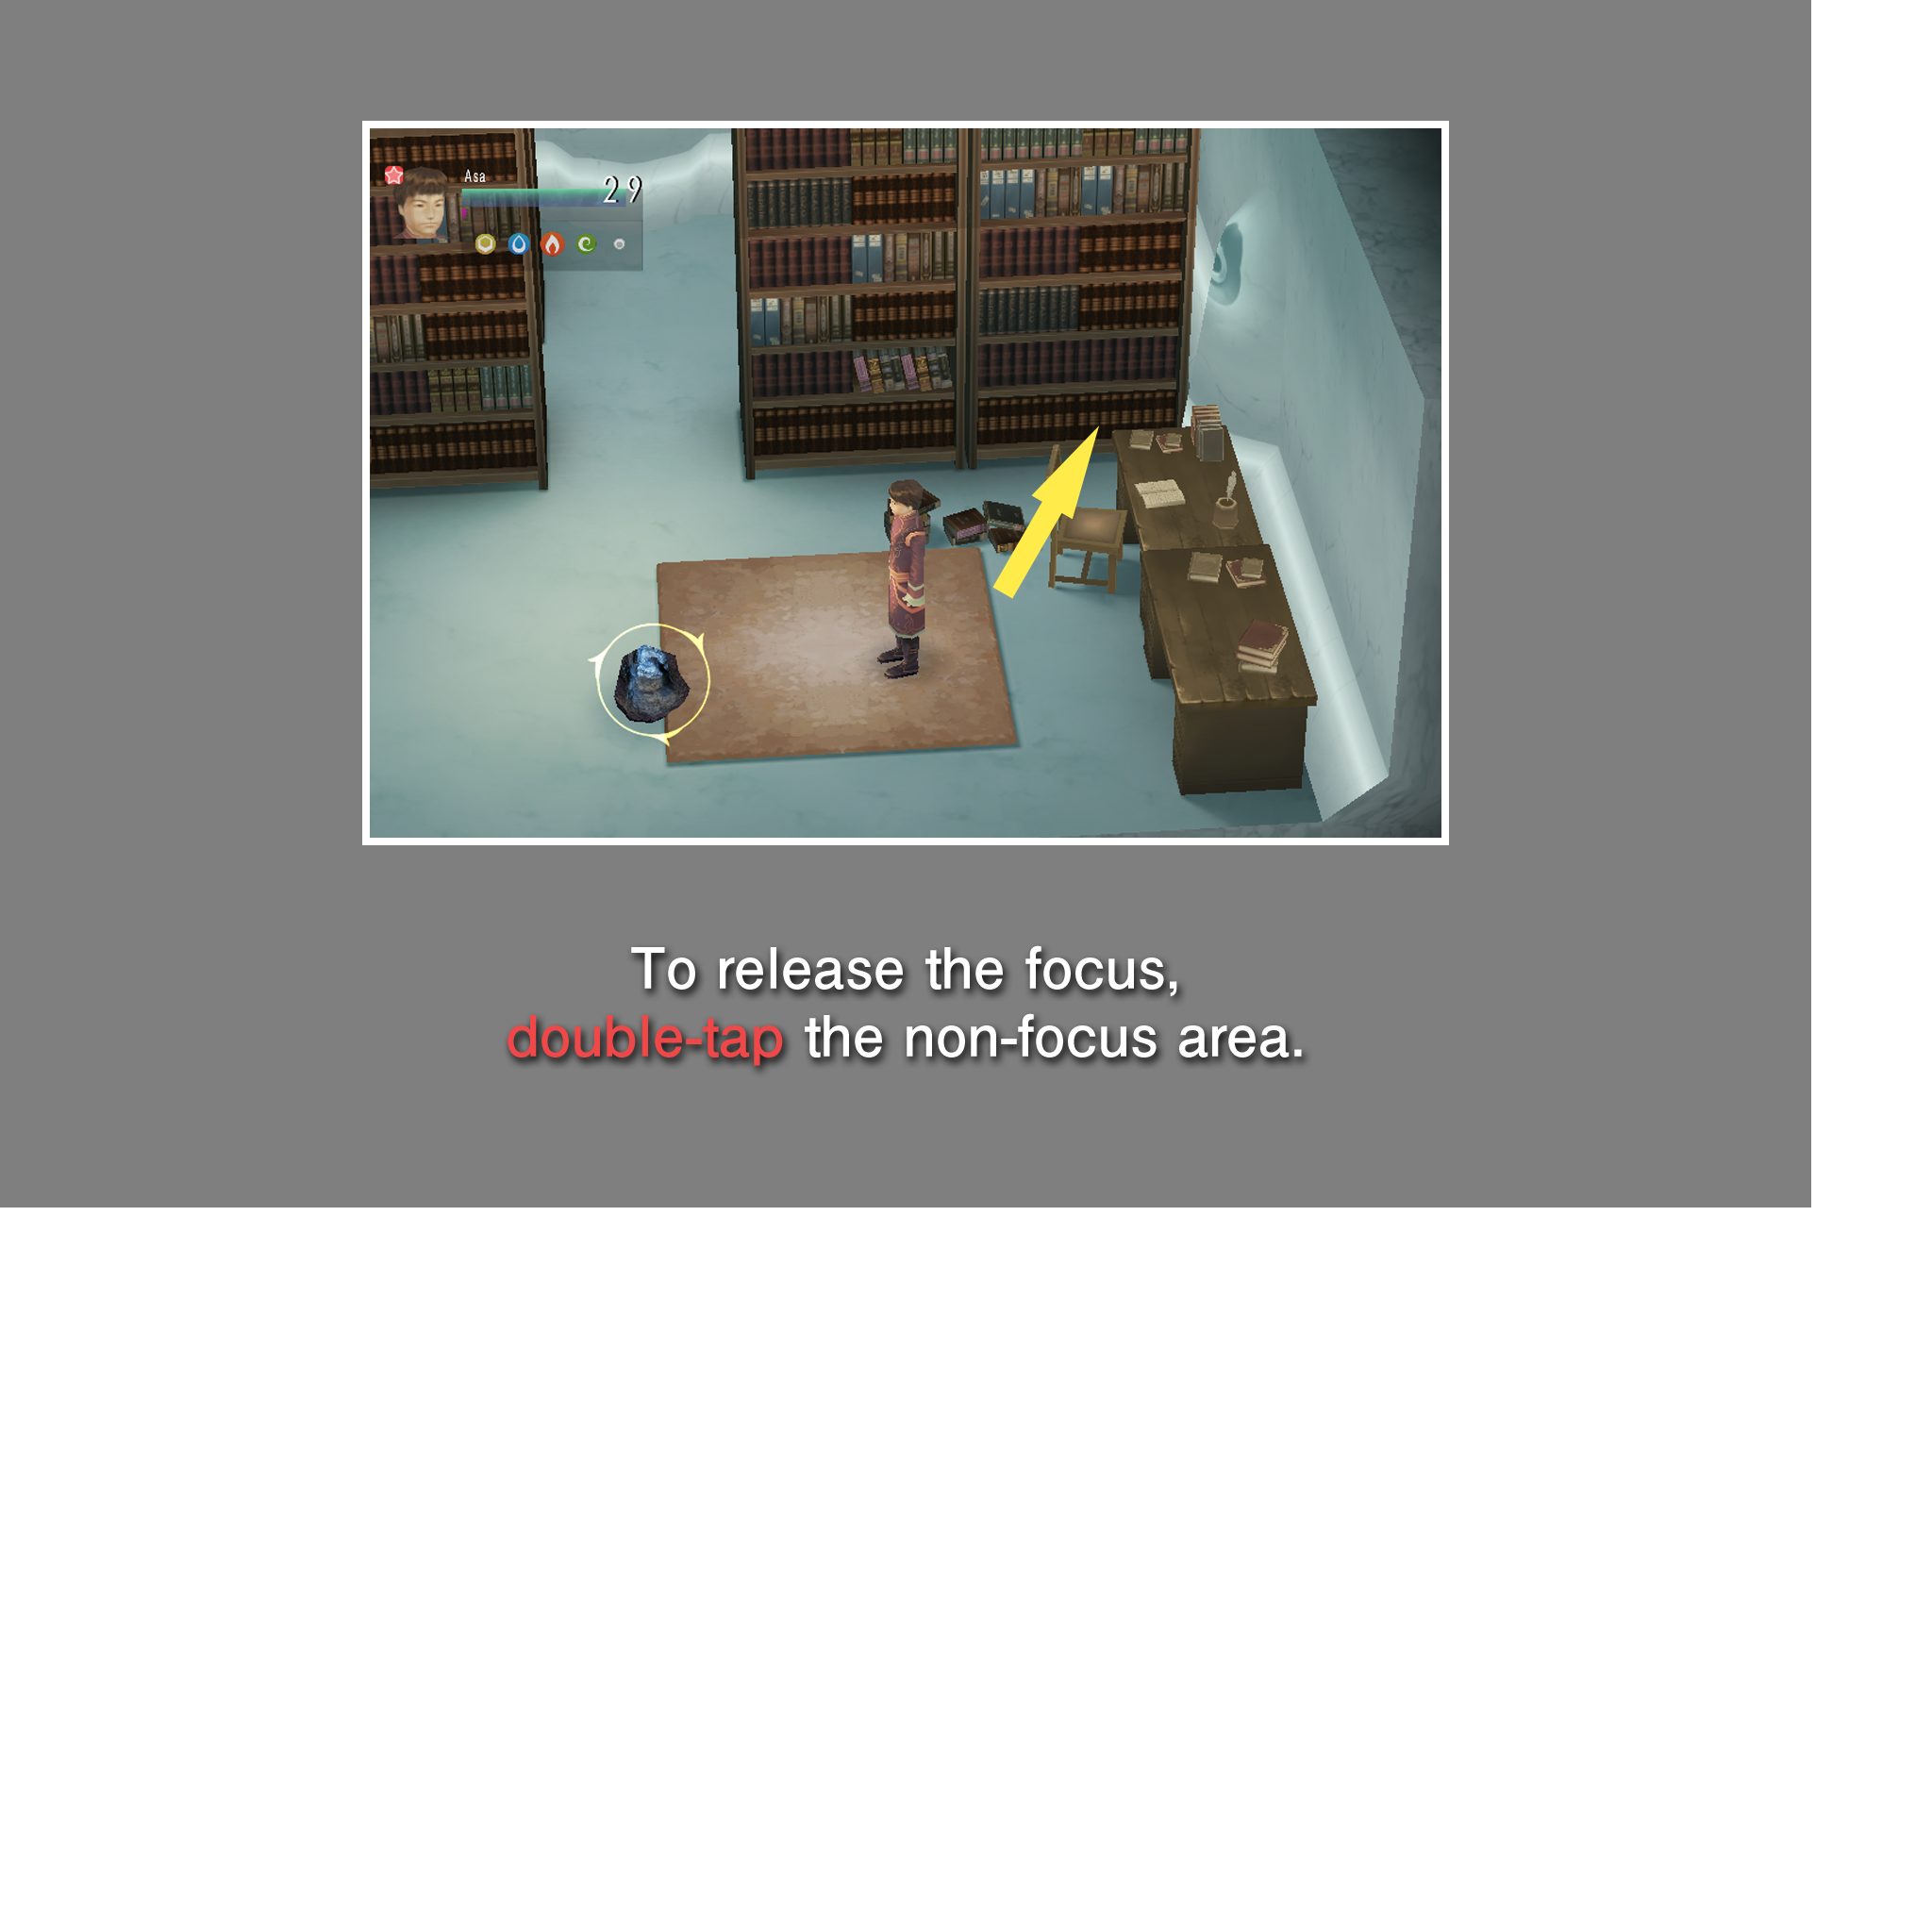 Asa
29
To release the focus,
double-tap the non-focus area.